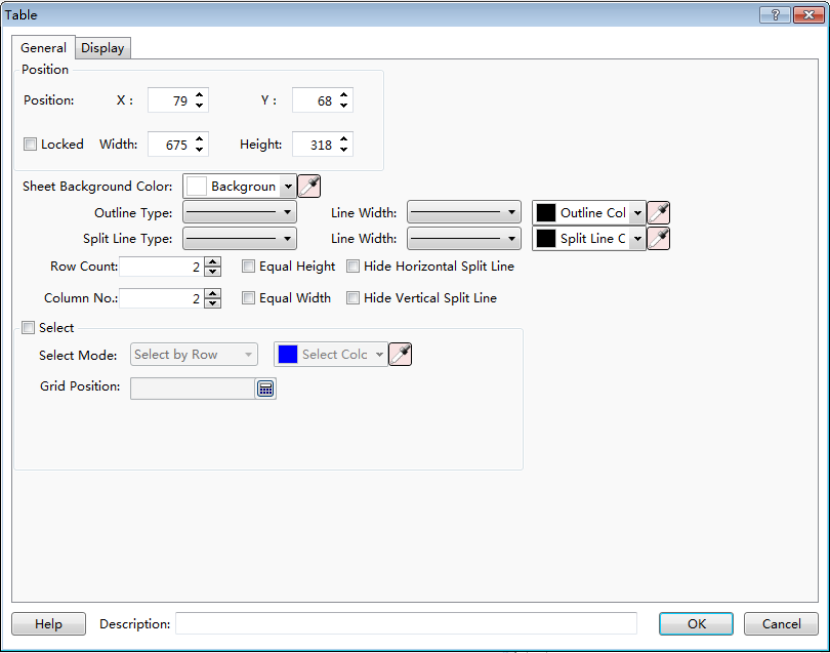 Table
General Display
Position
Position: X : 79 Y : 68
Locked Width: 675 Height: 318
Sheet Background Color: Backgroun
Outline Type: Line Width: Outline Col
Split Line Type: Line Width: Split Line C
Row Count: 2 Equal Height Hide Horizontal Split Line
Column No.: 2 Equal Width Hide Vertical Split Line
Select
Select Mode: Select by Row Select Colc
Grid Position:
Help Description: OK Cancel